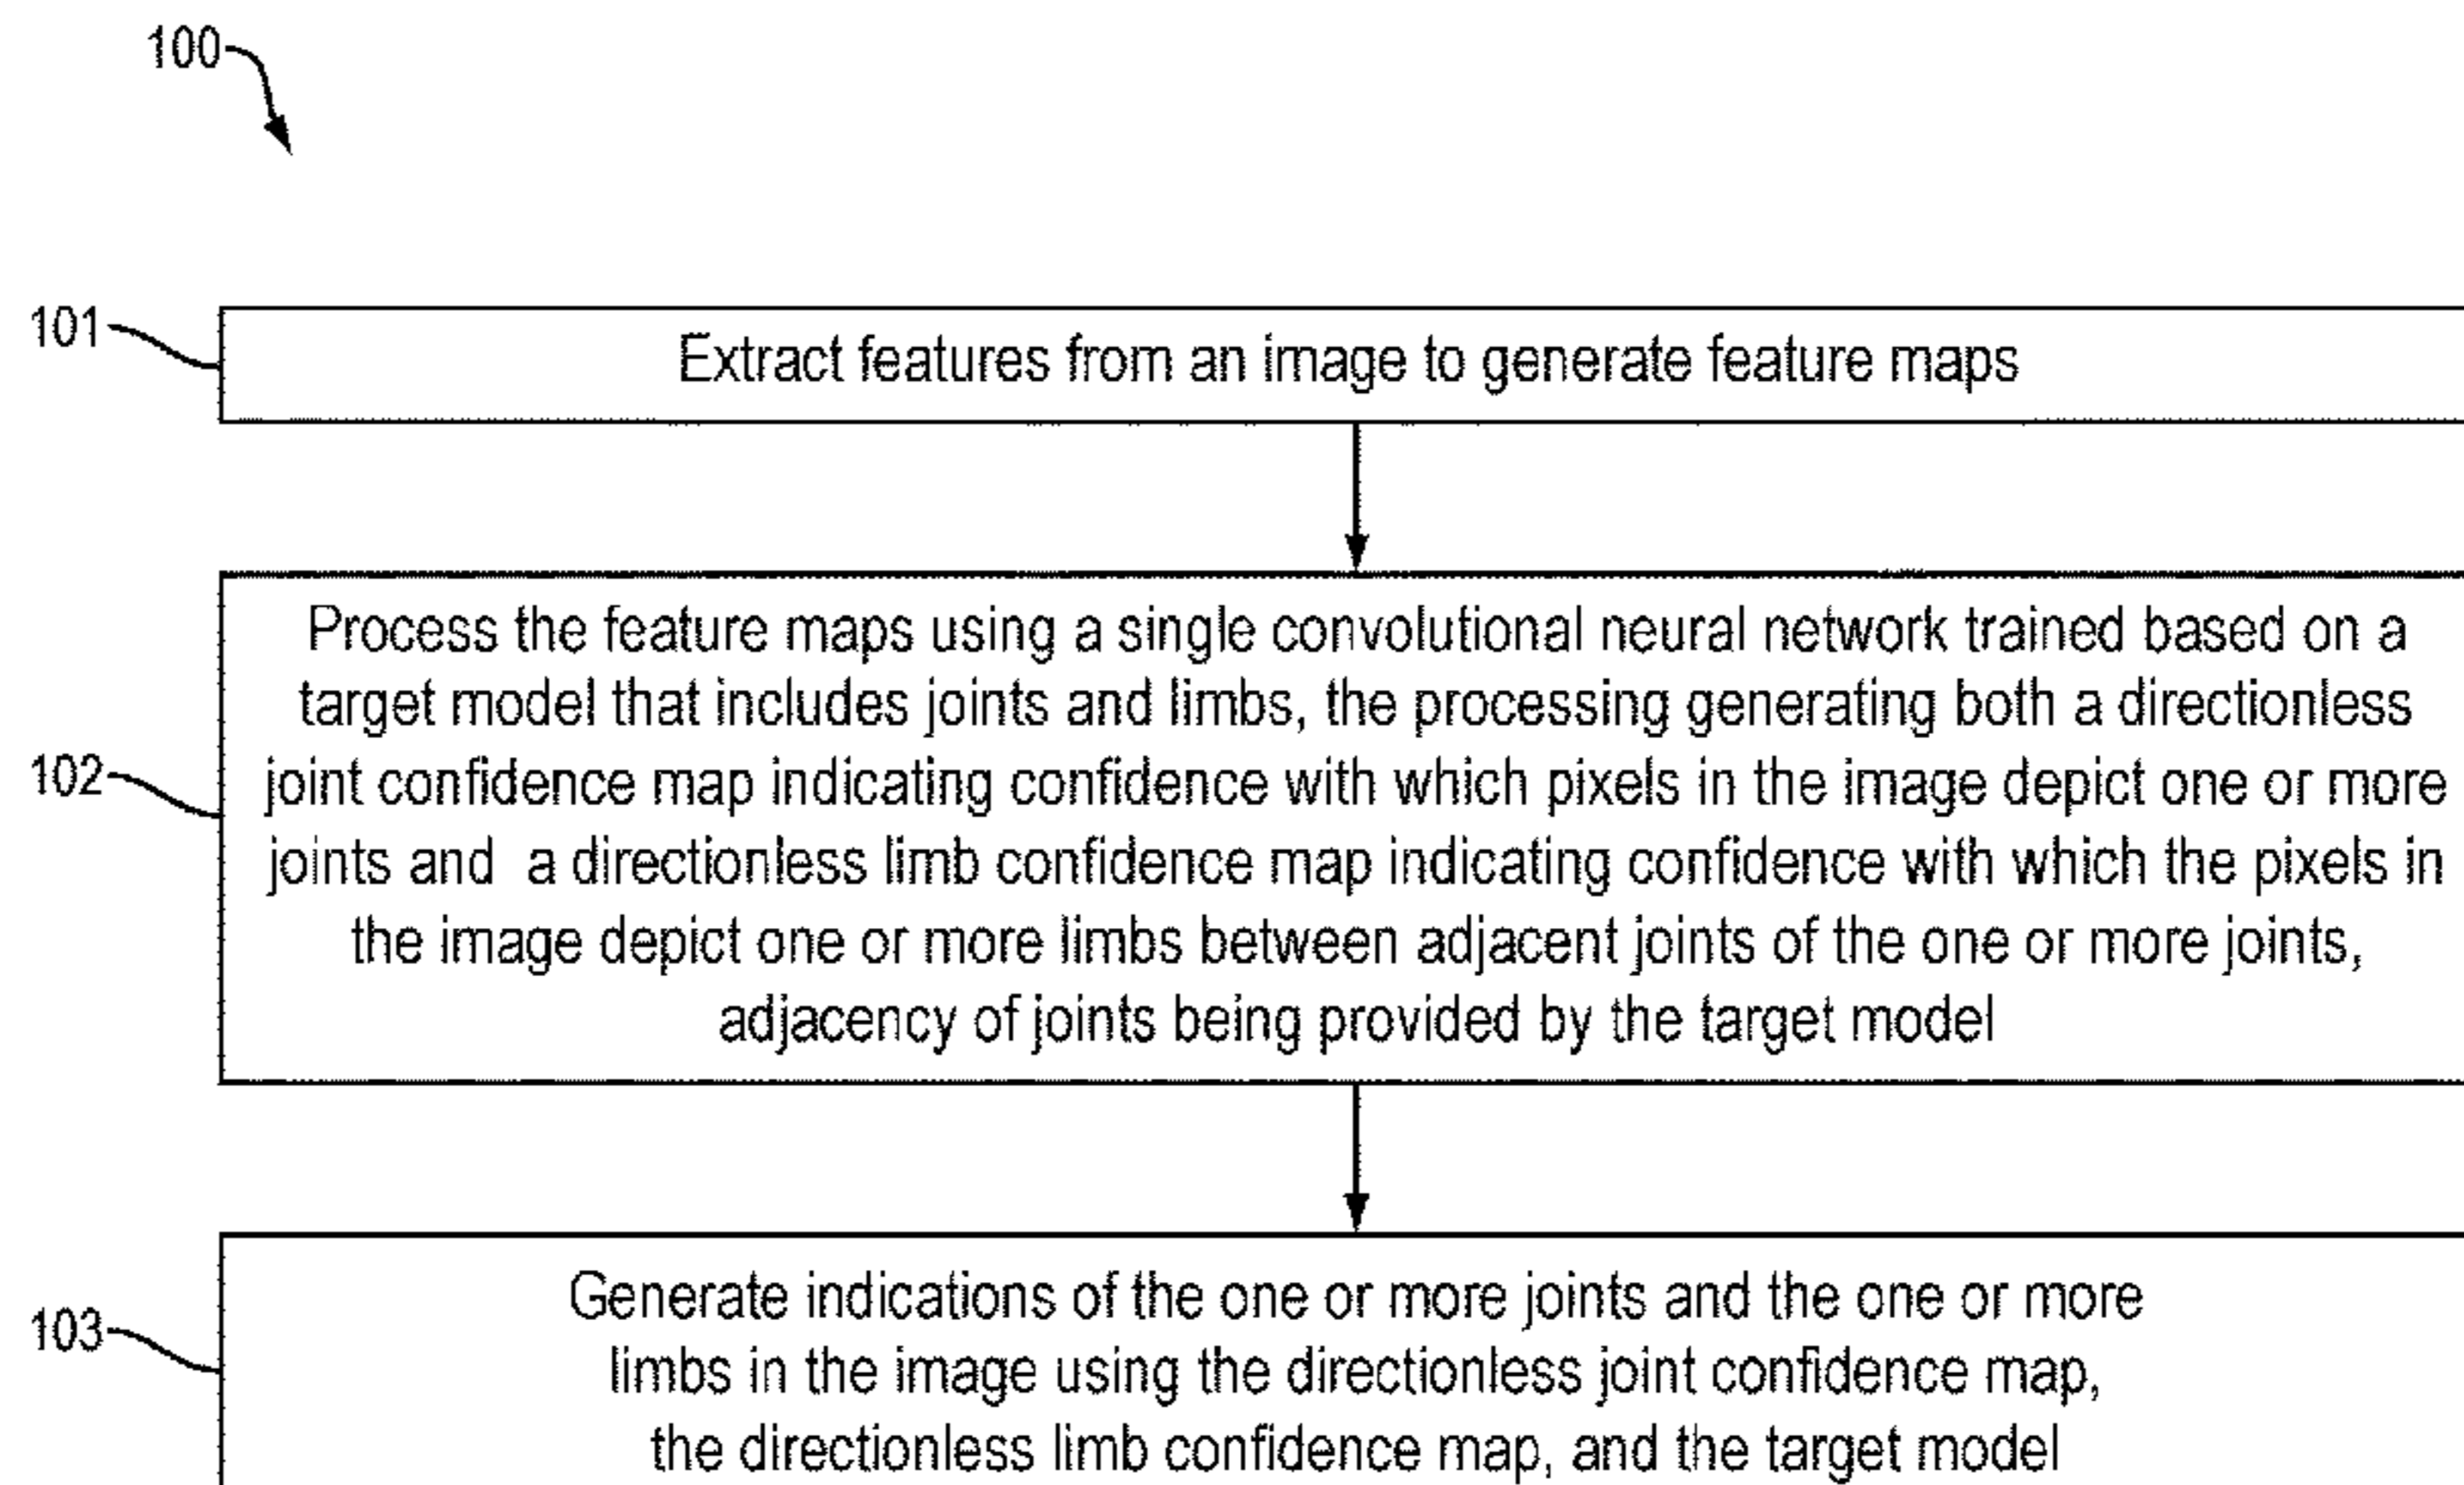 100
101
Extract features from an image to generate feature maps
Process the feature maps using a single convolutional neural network trained based on a
target model that includes joints and limbs, the processing generating both a directionless
102
joint confidence map indicating confidence with which pixels in the image depict one or more
joints and a directionless limb confidence map indicating confidence with which the pixels in
the image depict one or more limbs between adjacent joints of the one or more joints,
adjacency of joints being provided by the target model
103
Generate indications of the one or more joints and the one or more
limbs in the image using the directionless joint confidence map,
the directionless limb confidence map, and the target model